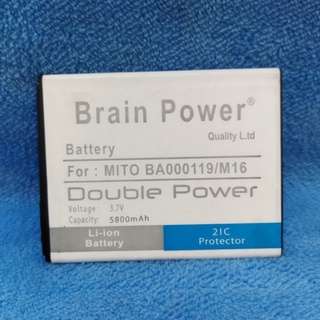 Brain Power®
Quality L.td
Battery
For : MITO BA000119/M16
Double Power
Voltage : 3.7V
Capacity: 5800mAh
Li-ion
Battery
2IC
Protector